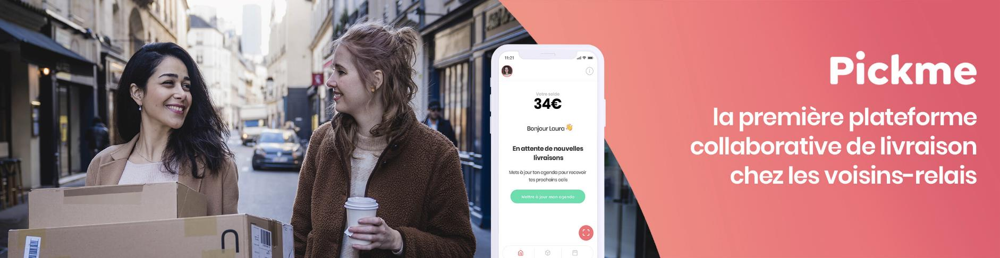 11:21
Votre solde
34€
Bonjour Laura 👋
En attente de nouvelles
livraisons
Mets à jour ton agenda pour recevoir
tes prochains colis
Mettre à jour mon agenda
Pickme
la première plateforme
collaborative de livraison
chez les voisins-relais